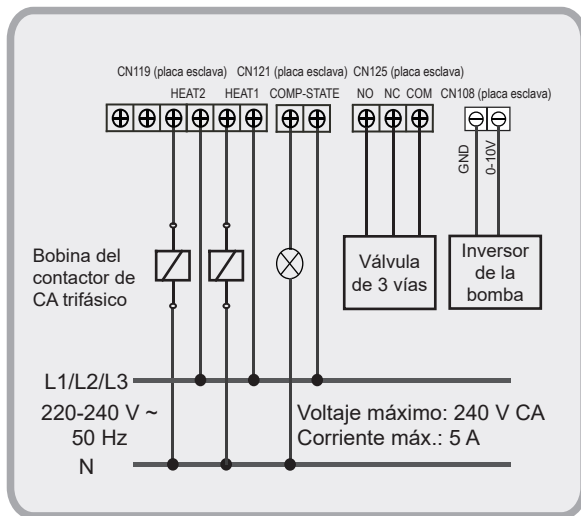 CN119 (placa esclava) CN121 (placa esclava) CN125 (placa esclava)
HEAT2 HEAT1 COMP-STATE NO NC COM CN108 (placa esclava)
GND
0-10V
Bobina del
contactor de
CA trifásico
Válvula
de 3 vías
Inversor
de la
bomba
L1/L2/L3
220-240 V ~
50 Hz
N
Voltaje máximo: 240 V CA
Corriente máx.: 5 A